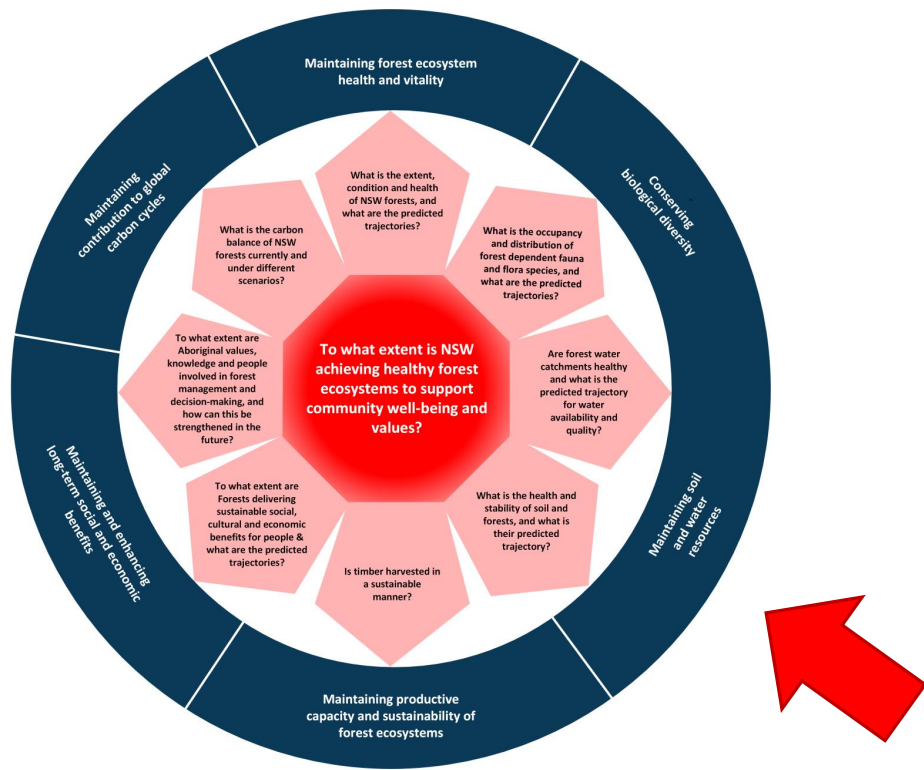 Maintaining forest ecosystem
health and vitality
Conserving
biological diversity
Maintaining soil
and water
resources
Maintaining productive
capacity and sustainability of
forest ecosystems
Maintaining and enhancing
long-term social and economic
benefits
Maintaining
contribution to global
carbon cycles
What is the extent,
condition and health
of NSW forests, and
what are the predicted
trajectories?
What is the occupancy
and distribution of
forest dependent fauna
and flora species, and
what are the predicted
trajectories?
Are forest water
catchments healthy
and what is the
predicted trajectory
for water
availability and
quality?
What is the health and
stability of soil and
forests, and what is
their predicted
trajectory?
Is timber harvested in
a sustainable
manner?
To what extent are
Forests delivering
sustainable social,
cultural and economic
benefits for people &
what are the predicted
trajectories?
To what extent are
Aboriginal values,
knowledge and people
involved in forest
management and
decision-making, and
how can this be
strengthened in the
future?
What is the carbon
balance of NSW
forests currently and
under different
scenarios?
To what extent is NSW
achieving healthy forest
ecosystems to support
community well-being and
values?